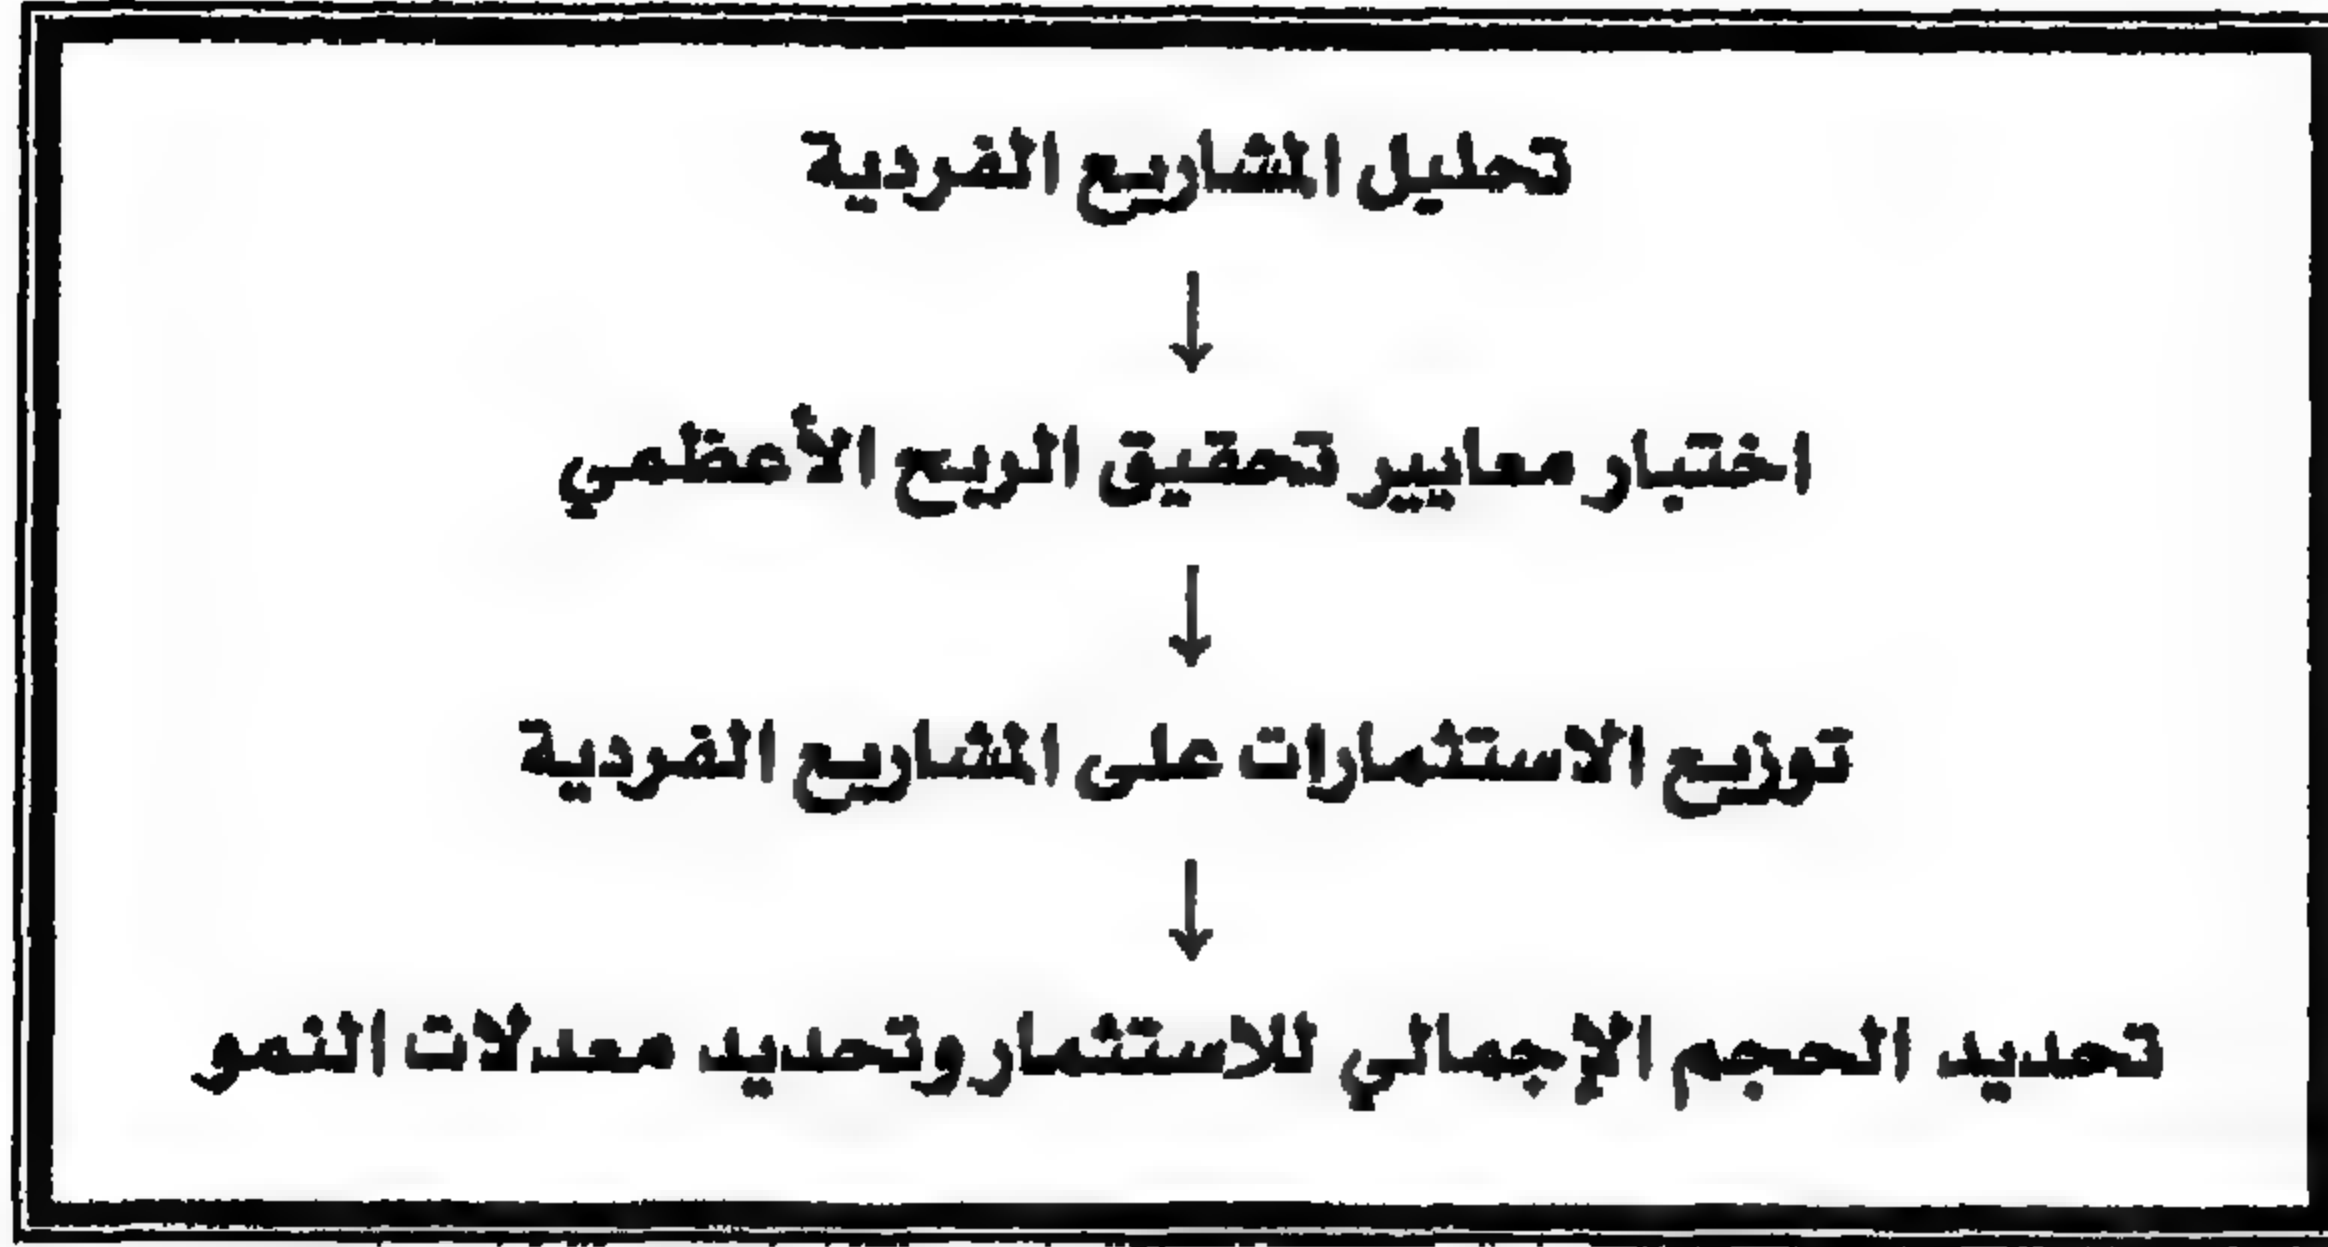 تحليل المشاريع الفردية
↓
اختبار معايير تحقيق الربح الأعظمي
↓
توزيع الاستثمارات على المشاريع الفردية
↓
تحديد الحجم الإجمالي للاستثمار وتحديد معدلات النمو